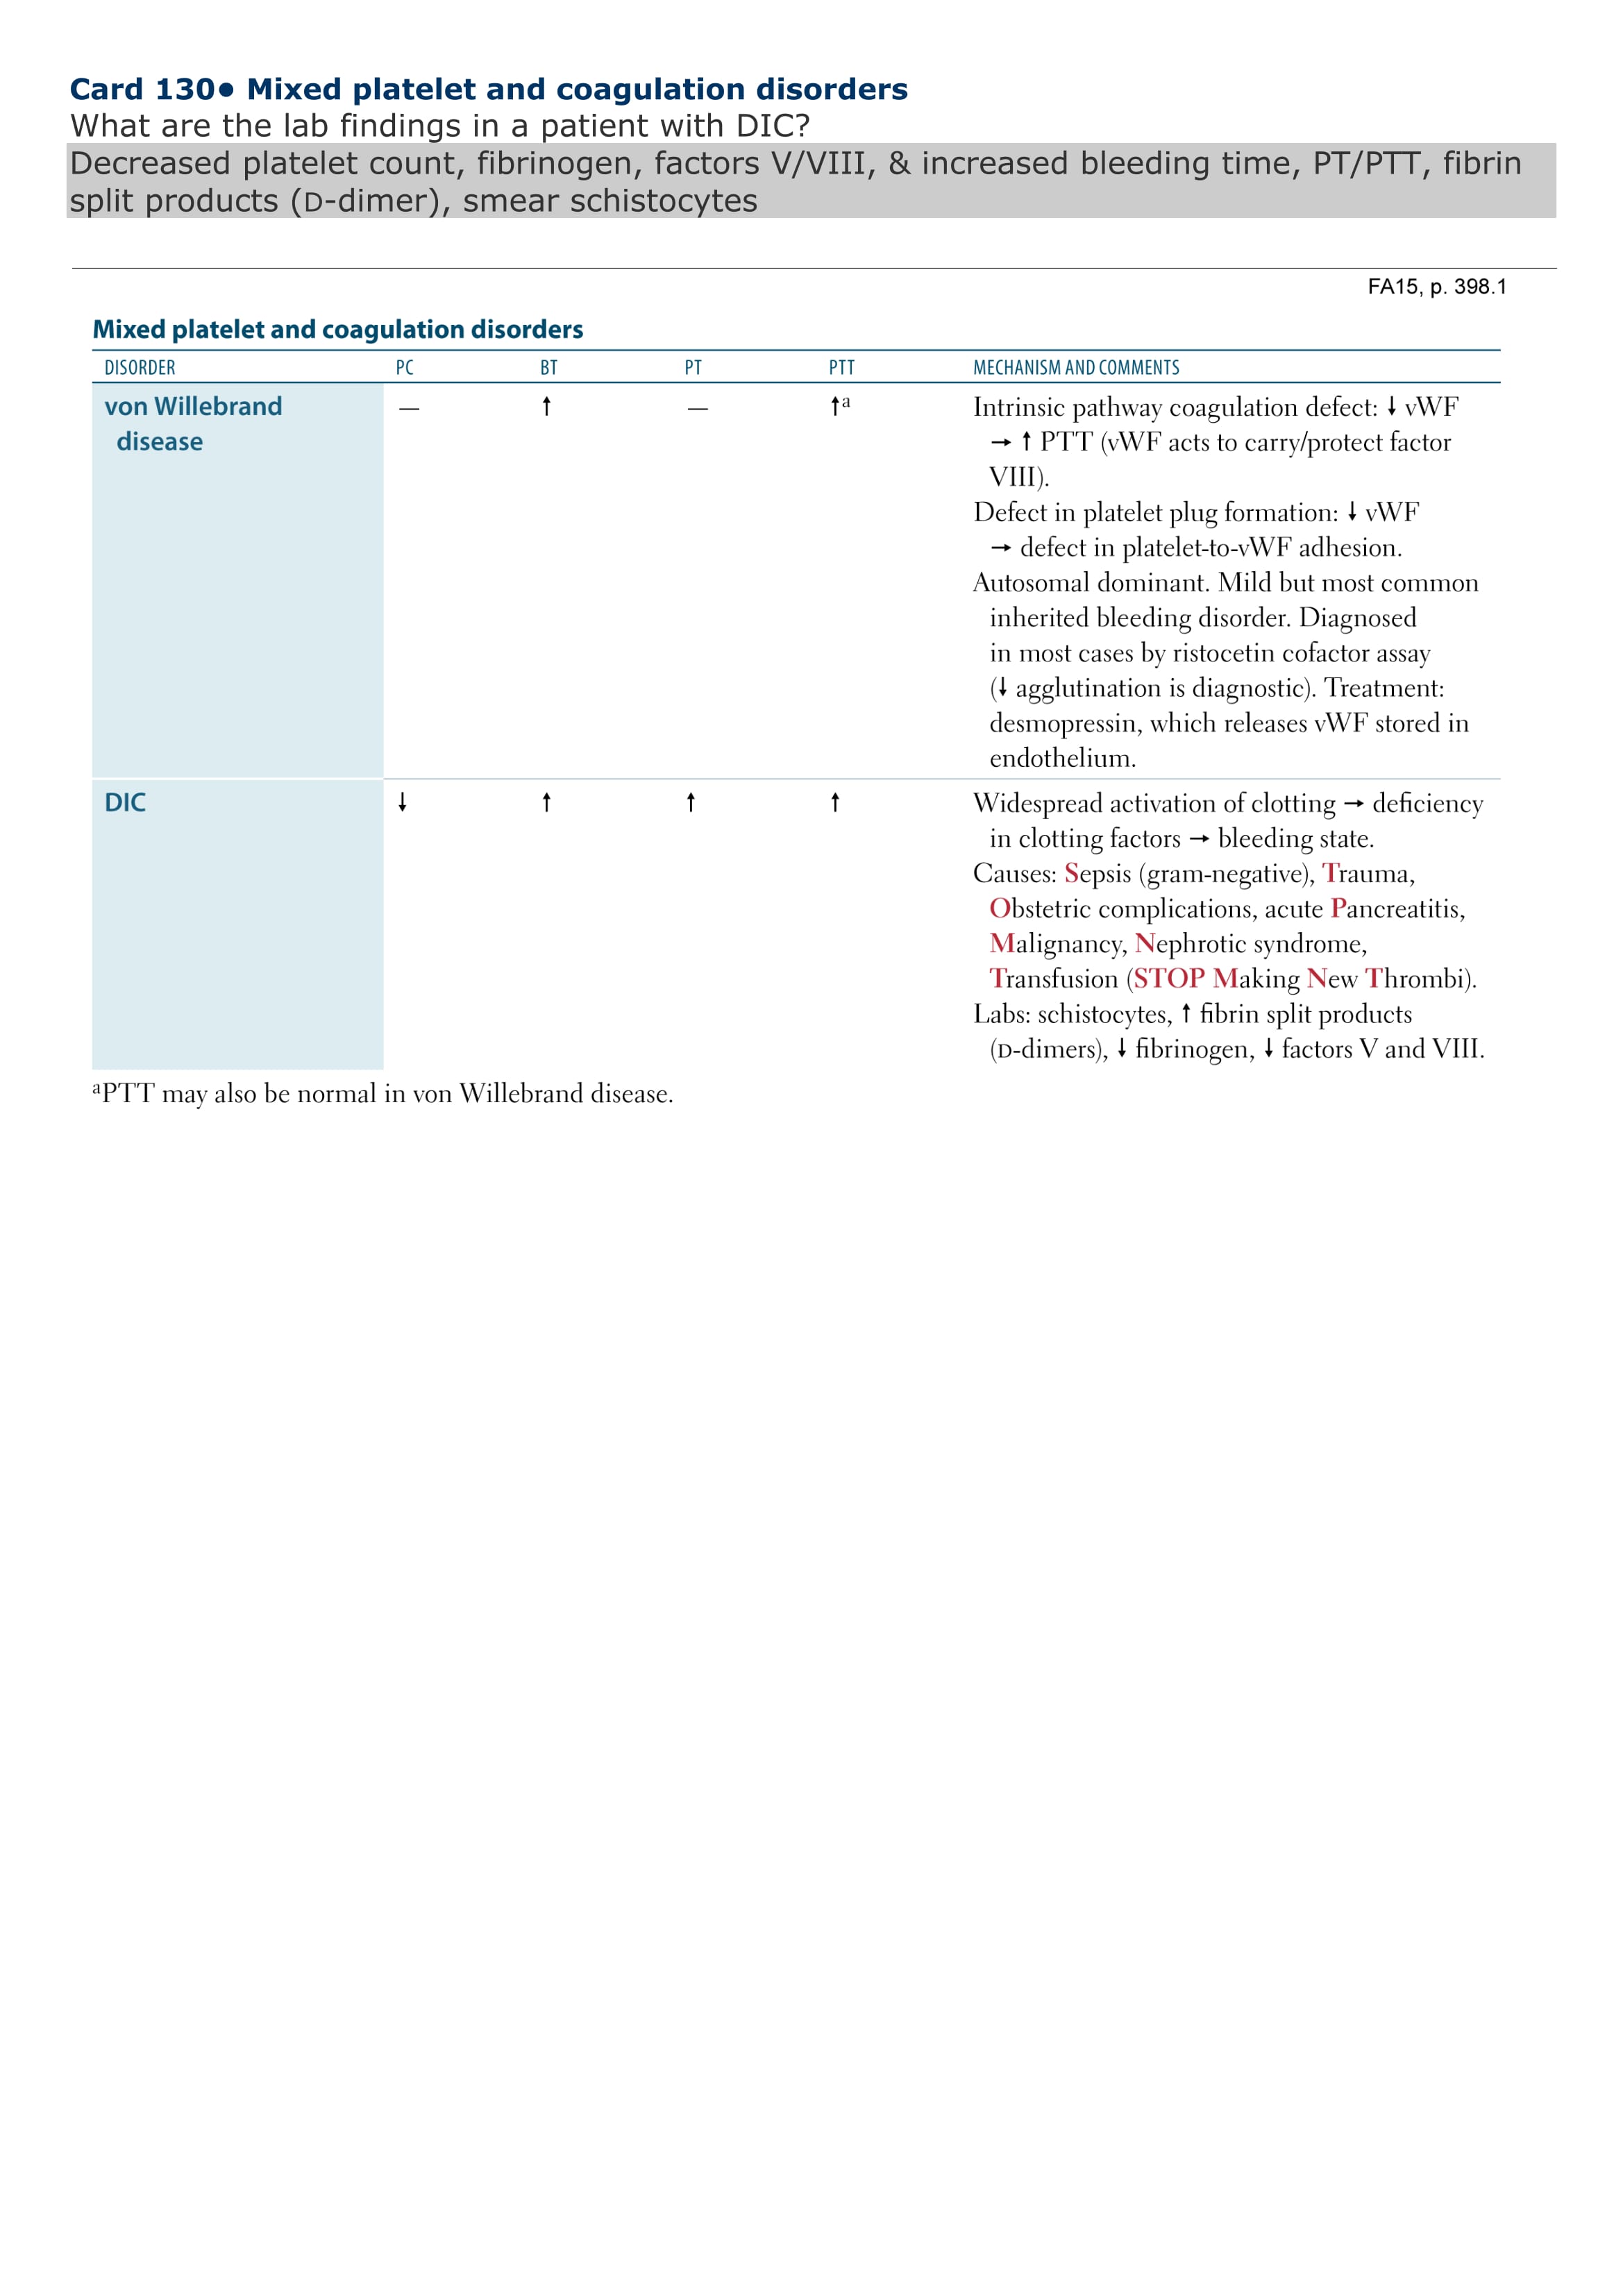 Card 130● Mixed platelet and coagulation disorders
What are the lab findings in a patient with DIC?
Decreased platelet count, fibrinogen, factors V/VIII, & increased bleeding time, PT/PTT, fibrin
split products (D-dimer), smear schistocytes
FA15, p. 398.1
Mixed platelet and coagulation disorders
DISORDER PC BT PT PTT MECHANISM AND COMMENTS
von Willebrand — ↑ — ↑ᵃ Intrinsic pathway coagulation defect: ↓ vWF
disease → ↑ PTT (vWF acts to carry/protect factor
VIII).
Defect in platelet plug formation: ↓ vWF
→ defect in platelet-to-vWF adhesion.
Autosomal dominant. Mild but most common
inherited bleeding disorder. Diagnosed
in most cases by ristocetin cofactor assay
(↓ agglutination is diagnostic). Treatment:
desmopressin, which releases vWF stored in
endothelium.
DIC ↓ ↑ ↑ ↑ Widespread activation of clotting → deficiency
in clotting factors → bleeding state.
Causes: Sepsis (gram-negative), Trauma,
Obstetric complications, acute Pancreatitis,
Malignancy, Nephrotic syndrome,
Transfusion (STOP Making New Thrombi).
Labs: schistocytes, ↑ fibrin split products
(D-dimers), ↓ fibrinogen, ↓ factors V and VIII.
ᵃPTT may also be normal in von Willebrand disease.